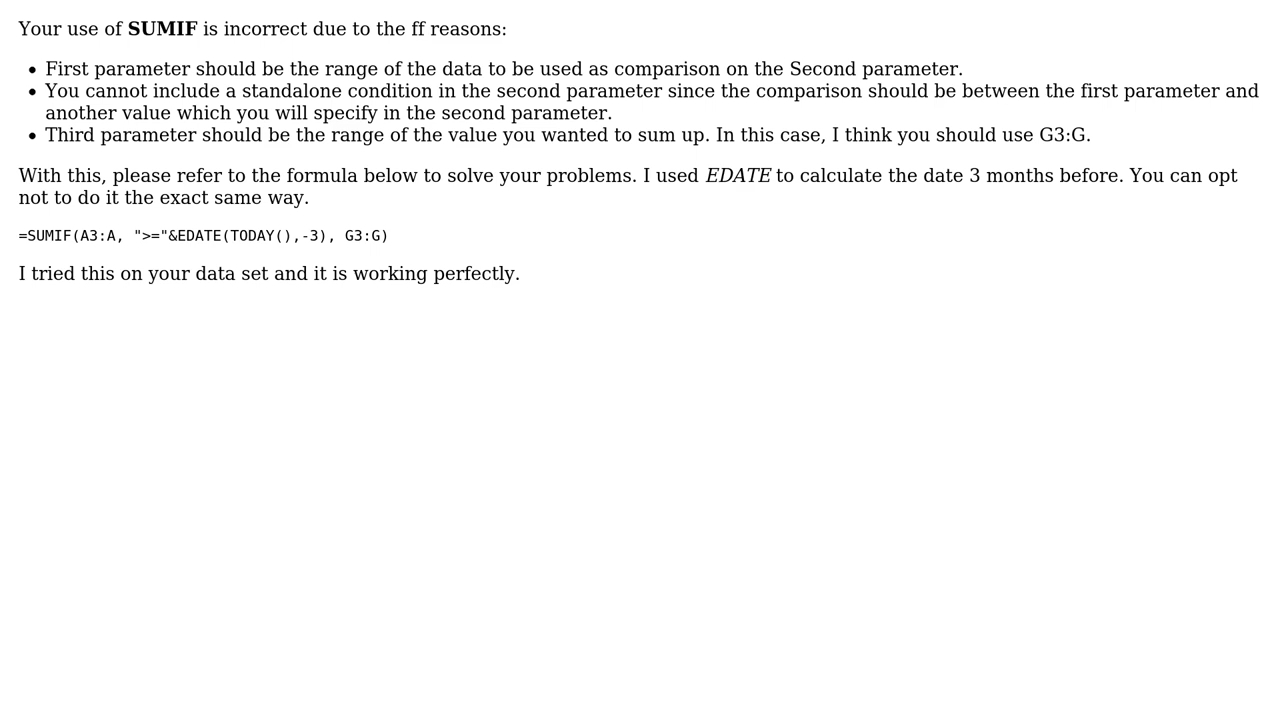 Your use of SUMIF is incorrect due to the ff reasons:
• First parameter should be the range of the data to be used as comparison on the Second parameter.
• You cannot include a standalone condition in the second parameter since the comparison should be between the first parameter and
another value which you will specify in the second parameter.
• Third parameter should be the range of the value you wanted to sum up. In this case, I think you should use G3:G.
With this, please refer to the formula below to solve your problems. I used EDATE to calculate the date 3 months before. You can opt
not to do it the exact same way.
=SUMIF(A3:A, ">="&EDATE(TODAY(),-3), G3:G)
I tried this on your data set and it is working perfectly.